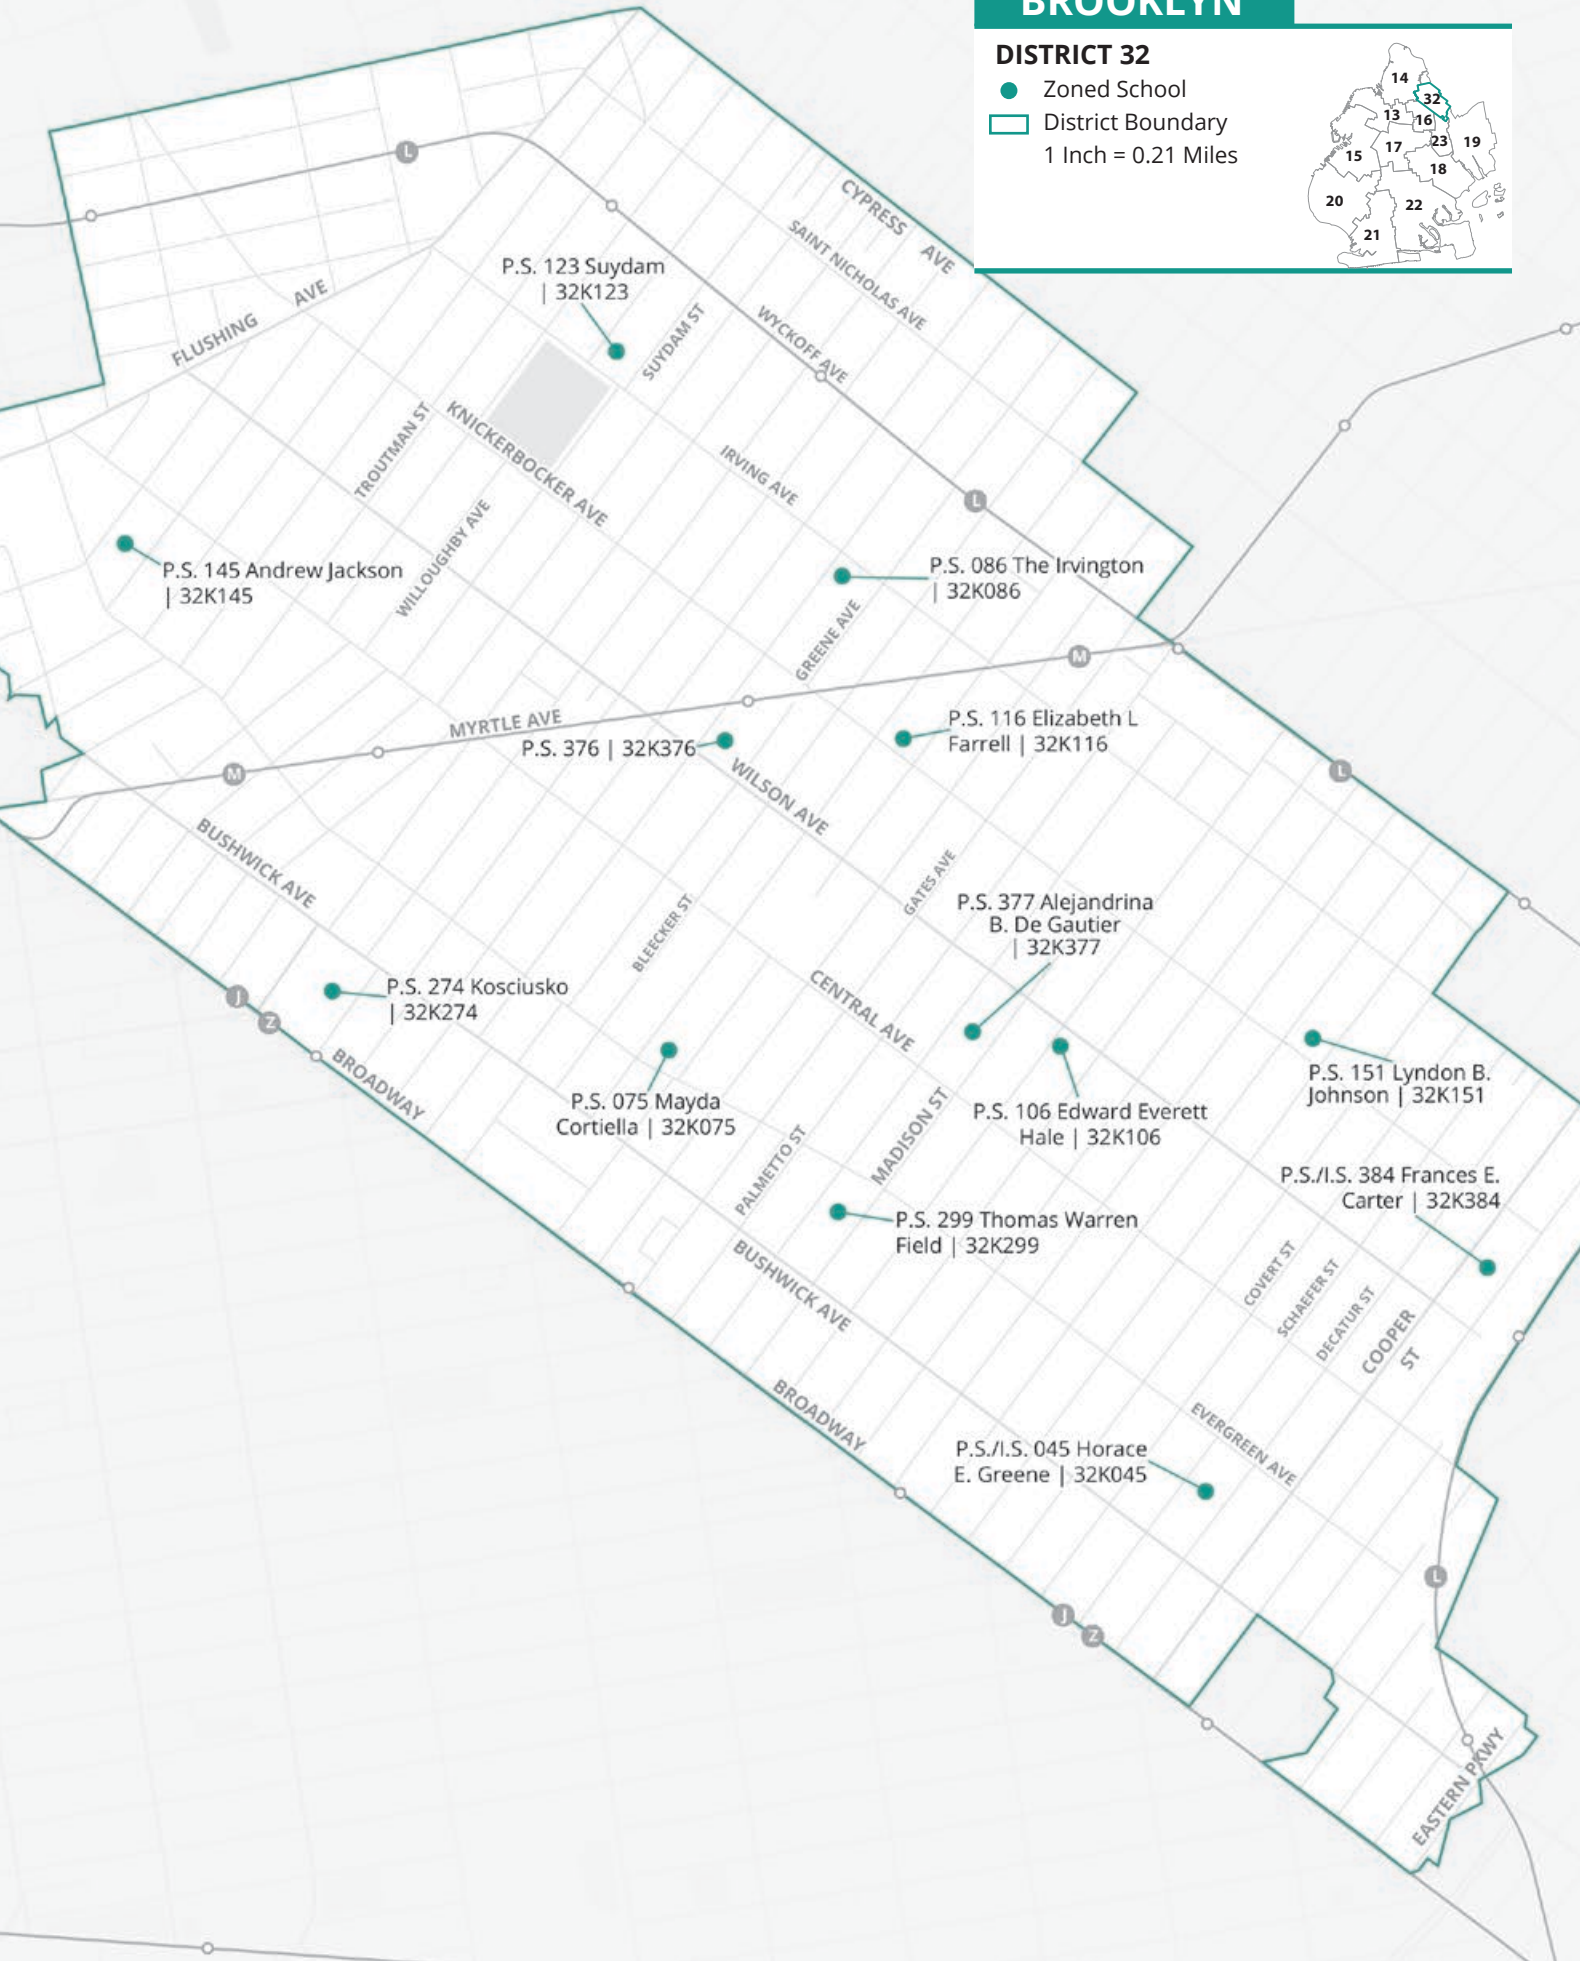 BROOKLYN
DISTRICT 32
Zoned School
District Boundary
1 Inch = 0.21 Miles
14
32
13
16
23
19
15
17
18
20
22
21
L
CYPRESS AVE
SAINT NICHOLAS AVE
P.S. 123 Suydam
| 32K123
FLUSHING AVE
SUYDAM ST
WYCKOFF AVE
TROUTMAN ST
KNICKERBOCKER AVE
IRVING AVE
L
WILLOUGHBY AVE
P.S. 145 Andrew Jackson
| 32K145
P.S. 086 The Irvington
| 32K086
GREENE AVE
M
MYRTLE AVE
P.S. 376 | 32K376
P.S. 116 Elizabeth L
Farrell | 32K116
M
L
WILSON AVE
BUSHWICK AVE
GATES AVE
BLEECKER ST
P.S. 377 Alejandrina
B. De Gautier
| 32K377
P.S. 274 Kosciusko
| 32K274
J
Z
CENTRAL AVE
BROADWAY
P.S. 075 Mayda
Cortiella | 32K075
P.S. 106 Edward Everett
Hale | 32K106
P.S. 151 Lyndon B.
Johnson | 32K151
PALMETTO ST
MADISON ST
P.S./I.S. 384 Frances E.
Carter | 32K384
P.S. 299 Thomas Warren
Field | 32K299
BUSHWICK AVE
COVERT ST
SCHAEFER ST
DECATUR ST
COOPER
ST
BROADWAY
EVERGREEN AVE
P.S./I.S. 045 Horace
E. Greene | 32K045
L
J
Z
EASTERN PKWY